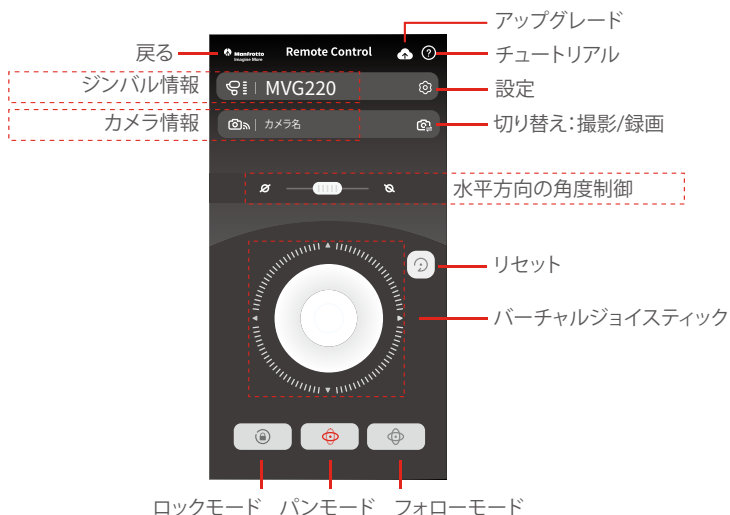 アップグレード
戻る
Manfrotto
Imagine More
Remote Control
チュートリアル
ジンバル情報
MVG220
設定
カメラ情報
カメラ名
切り替え：撮影/録画
水平方向の角度制御
リセット
バーチャルジョイスティック
ロックモード パンモード フォローモード